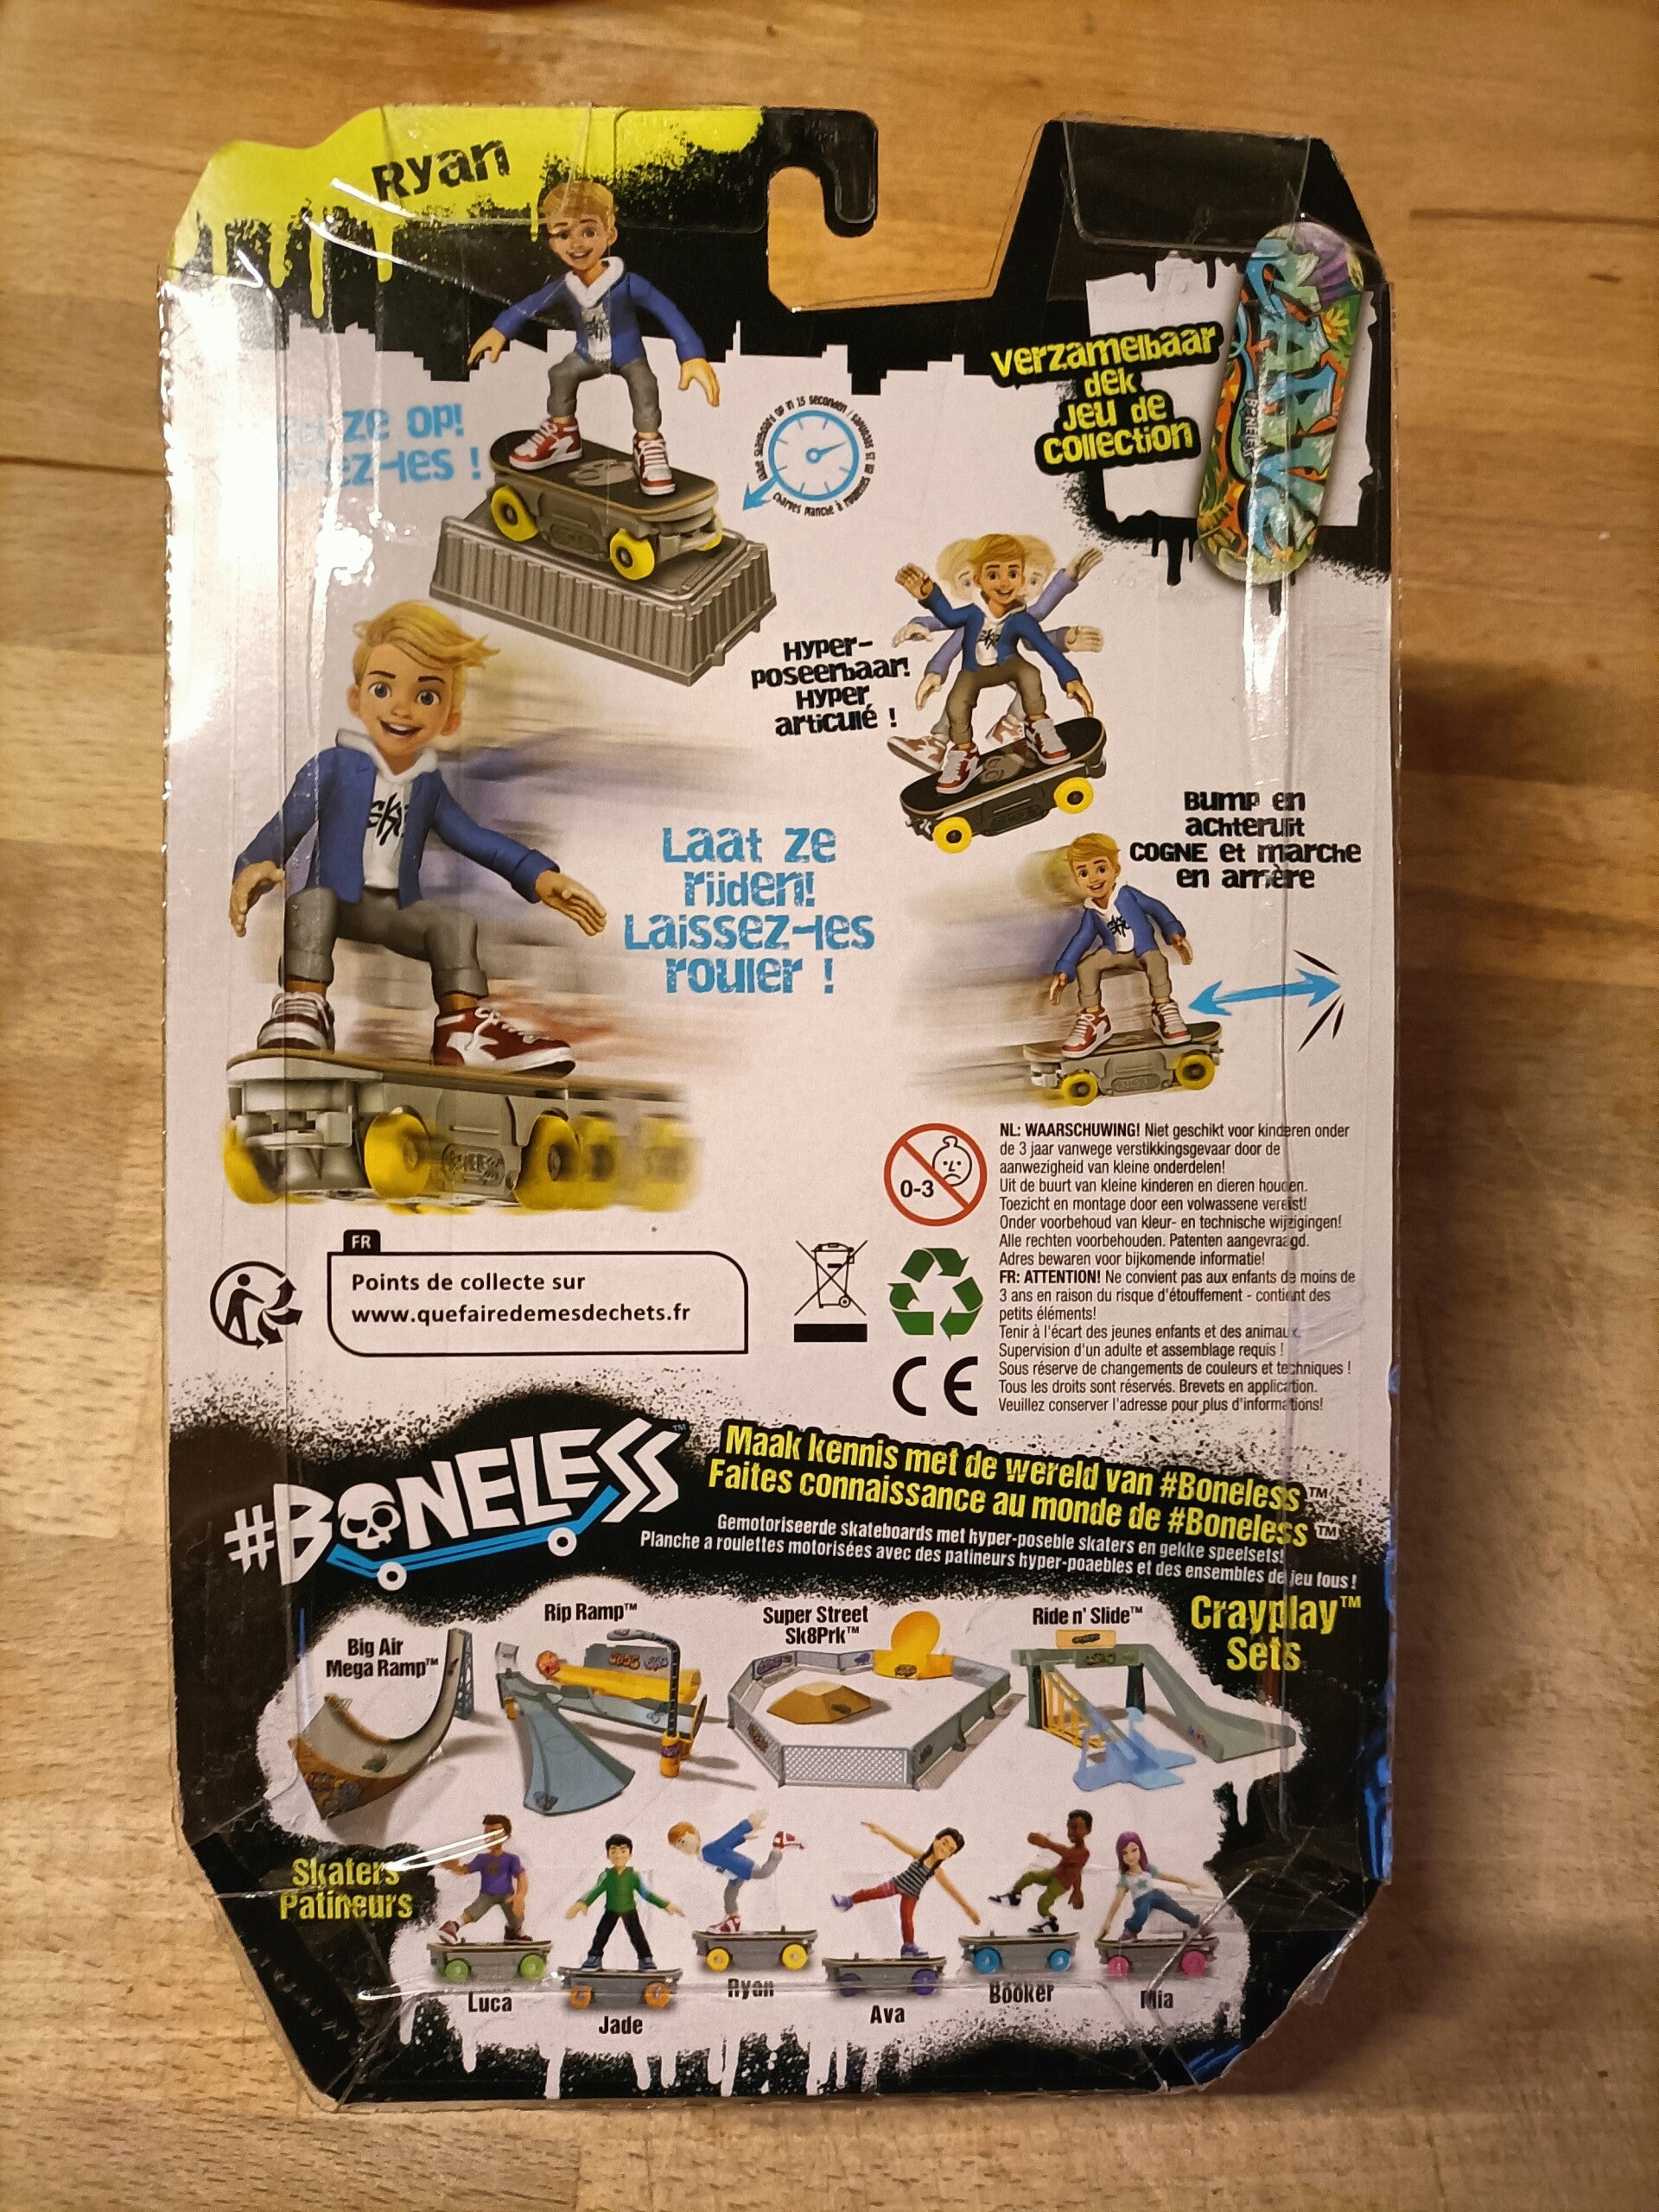 Ryan
ze op!
ez-les !
Laad skateboard op in 15 seconden /
Verzamelbaar
dek
Jeu de
collection
Hyper-
poseerbaar!
Hyper
articulé !
Laat ze
rijden!
Laissez-les
rouler !
Bump en
achteruit
COGNE et marche
en arrière
0-3
NL: WAARSCHUWING! Niet geschikt voor kinderen onder
de 3 jaar vanwege verstikkingsgevaar door de
aanwezigheid van kleine onderdelen!
Uit de buurt van kleine kinderen en dieren houden.
Toezicht en montage door een volwassene vereist!
Onder voorbehoud van kleur- en technische wijzigingen!
Alle rechten voorbehouden. Patenten aangevraagd.
Adres bewaren voor bijkomende informatie!
FR: ATTENTION! Ne convient pas aux enfants de moins de
3 ans en raison du risque d'étouffement - contient des
petits éléments!
Tenir à l'écart des jeunes enfants et des animaux.
Supervision d'un adulte et assemblage requis !
Sous réserve de changements de couleurs et techniques !
Tous les droits sont réservés. Brevets en application.
Veuillez conserver l'adresse pour plus d'informations!
FR
Points de collecte sur
www.quefairedemesdechets.fr
CE
#BONELESS™
Maak kennis met de wereld van #Boneless™
Faites connaissance au monde de #Boneless™
Gemotoriseerde skateboards met hyper-poseble skaters en gekke speelsets!
Planche a roulettes motorisées avec des patineurs hyper-poaebles et des ensembles de jeu fous !
Big Air
Mega Ramp™
Rip Ramp™
Super Street
Sk8Prk™
Ride n' Slide™
Crayplay™
Sets
Skaters
Patineurs
Luca
Jade
Ryan
Ava
Booker
Mia